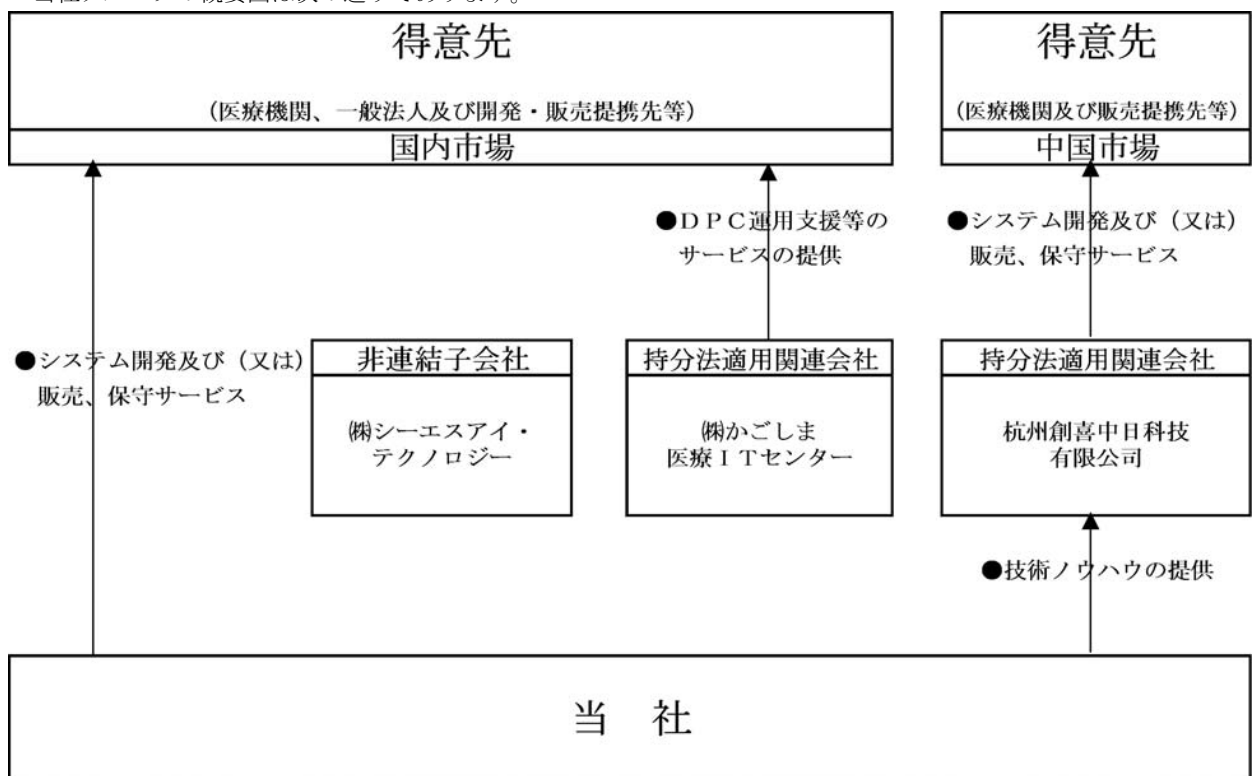 得意先
(医療機関、一般法人及び開発・販売提携先等)
国内市場
得意先
(医療機関及び販売提携先等)
中国市場
●DPC運用支援等の
サービスの提供
●システム開発及び(又は)
販売、保守サービス
●システム開発及び(又は)
販売、保守サービス
非連結子会社
㈱シーエスアイ・
テクノロジー
持分法適用関連会社
㈱かごしま
医療ITセンター
持分法適用関連会社
杭州創喜中日科技
有限公司
●技術ノウハウの提供
当 社